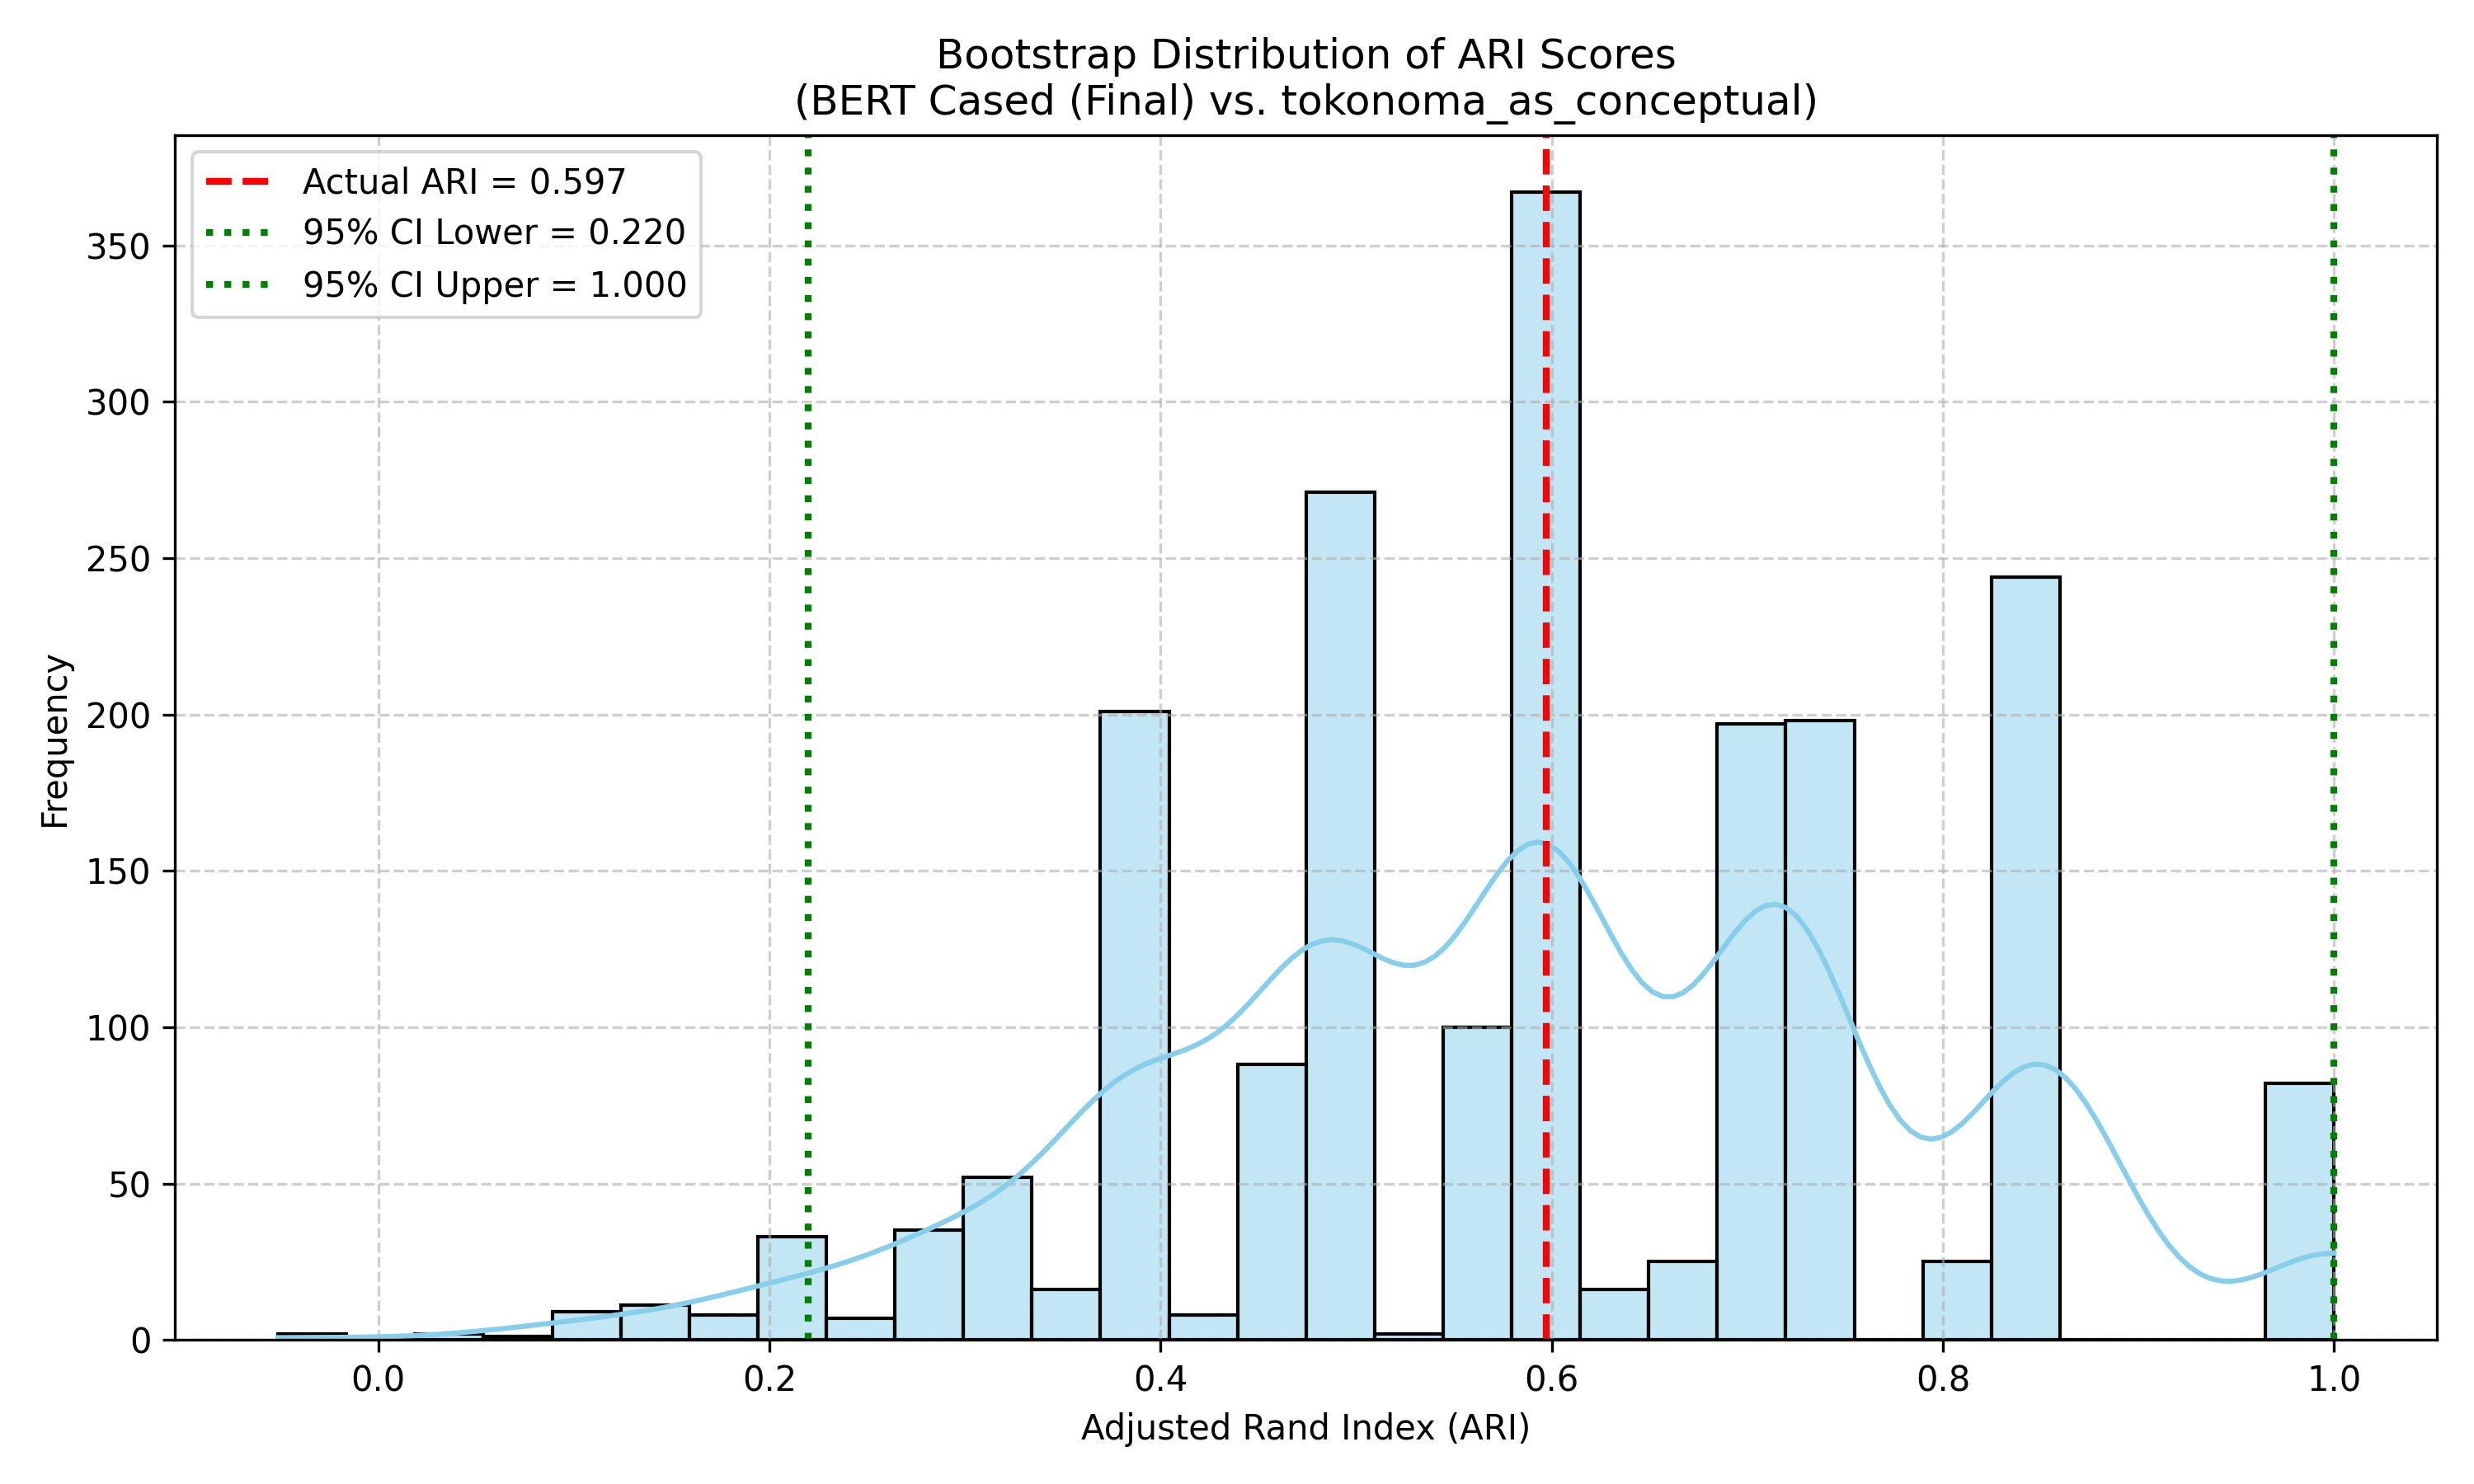 Bootstrap Distribution of ARI Scores
(BERT Cased (Final) vs. tokonoma_as_conceptual)
Actual ARI = 0.597
95% CI Lower = 0.220
95% CI Upper = 1.000
Frequency
350
300
250
200
150
100
50
0
0.0 0.2 0.4 0.6 0.8 1.0
Adjusted Rand Index (ARI)